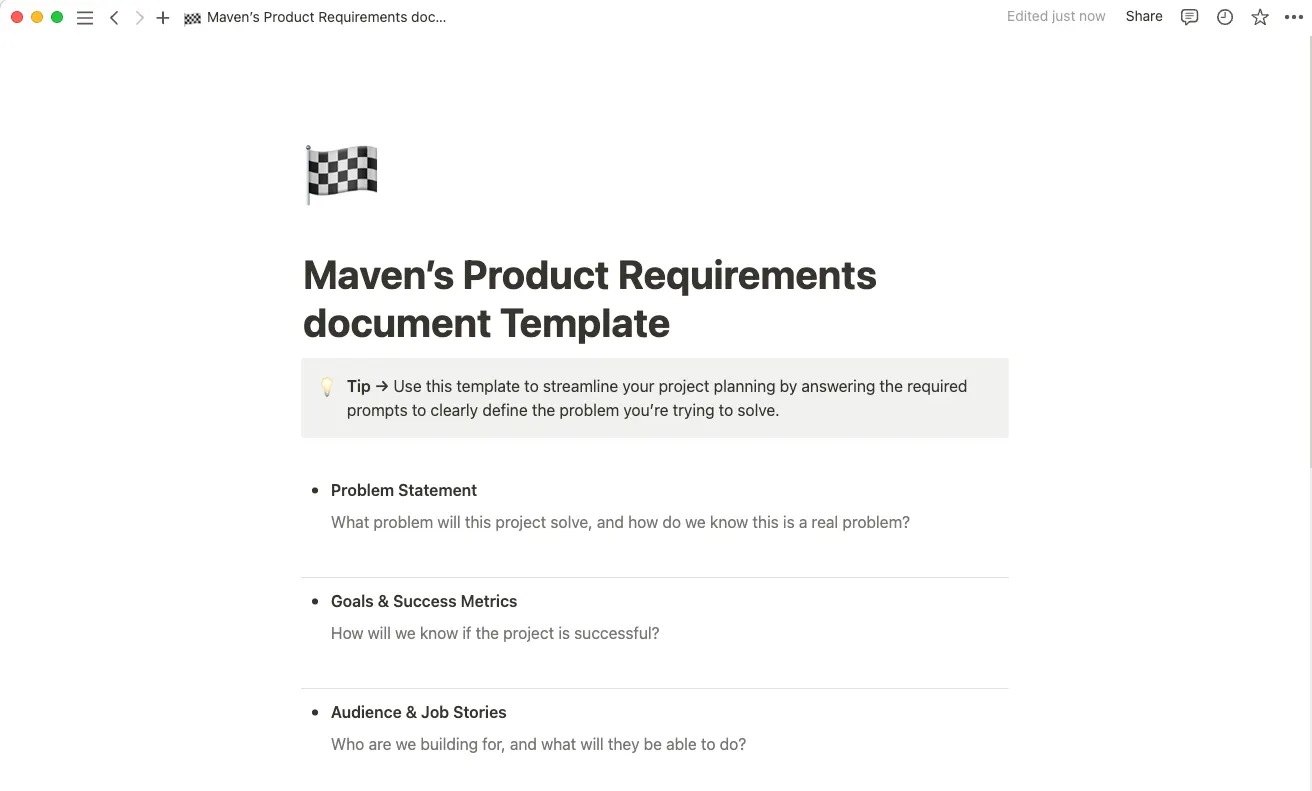 Maven’s Product Requirements doc...
Edited just now
Share
Maven’s Product Requirements
document Template
Tip → Use this template to streamline your project planning by answering the required
prompts to clearly define the problem you’re trying to solve.
• Problem Statement
What problem will this project solve, and how do we know this is a real problem?
• Goals & Success Metrics
How will we know if the project is successful?
• Audience & Job Stories
Who are we building for, and what will they be able to do?